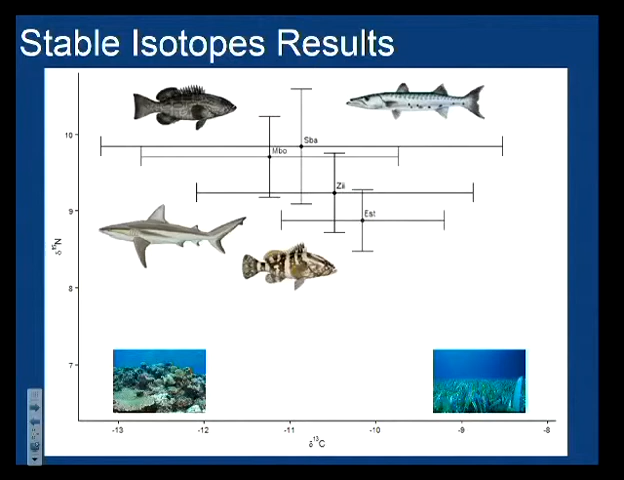 Stable Isotopes Results
10
Sba
Mbo
Zii
9
Est
δ¹⁵N
8
7
-13 -12 -11 -10 -9 -8
δ¹³C